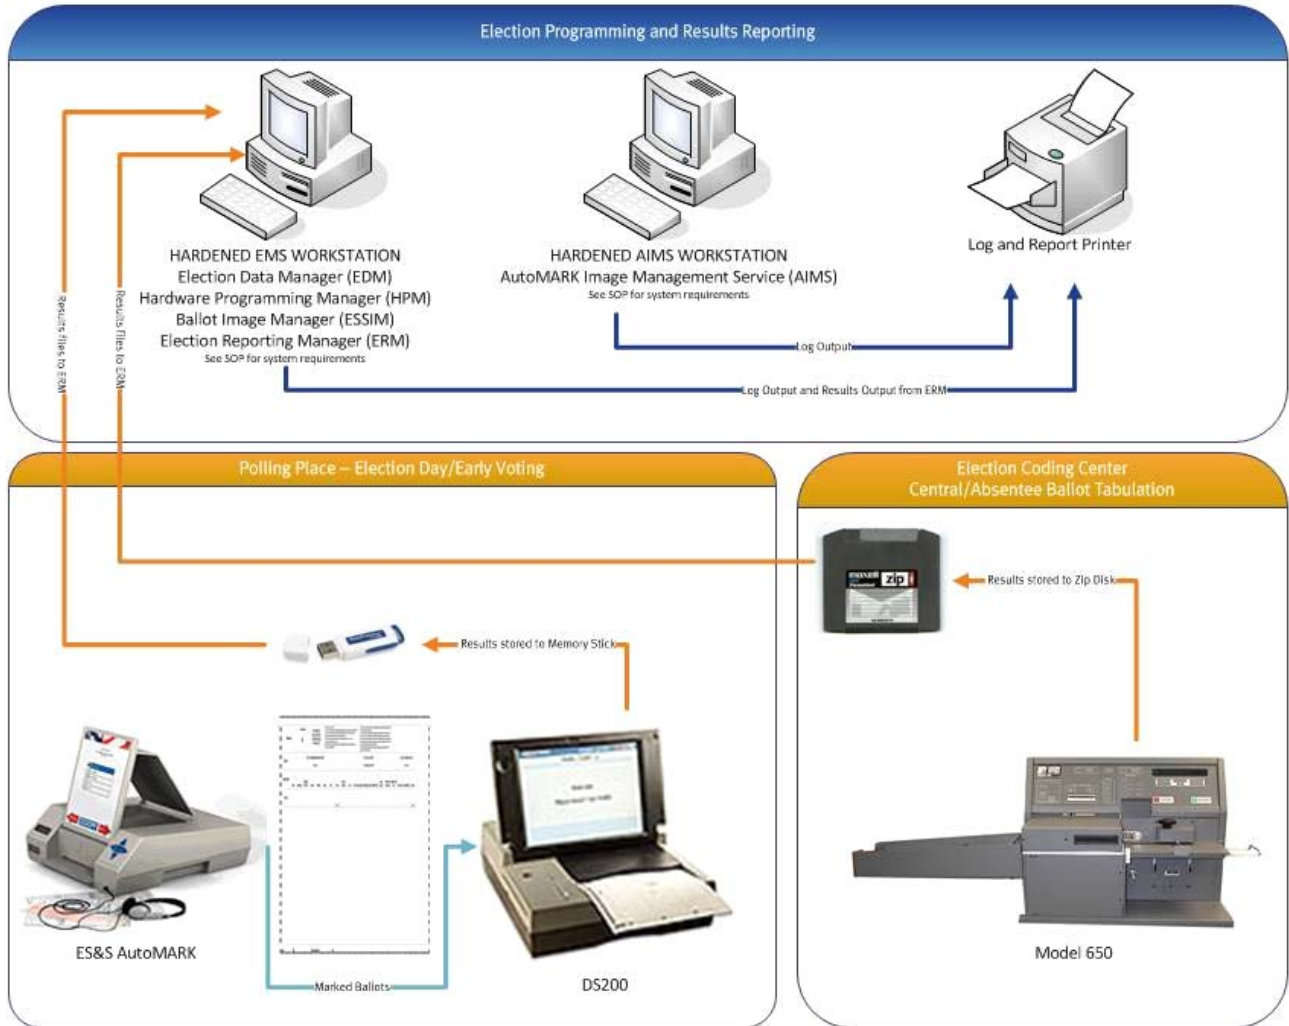 Election Programming and Results Reporting
HARDENED EMS WORKSTATION
Election Data Manager (EDM)
Hardware Programming Manager (HPM)
Ballot Image Manager (ESSIM)
Election Reporting Manager (ERM)
See SOP for system requirements
HARDENED AIMS WORKSTATION
AutoMARK Image Management Service (AIMS)
See SOP for system requirements
Log and Report Printer
Log Output
Log Output and Results Output from ERM
Results files to ERM
Results files to ERM
Polling Place – Election Day/Early Voting
Results stored to Memory Stick
ES&S AutoMARK
Marked Ballots
DS200
Election Coding Center
Central/Absentee Ballot Tabulation
maxell
zip
Results stored to Zip Disk
Model 650